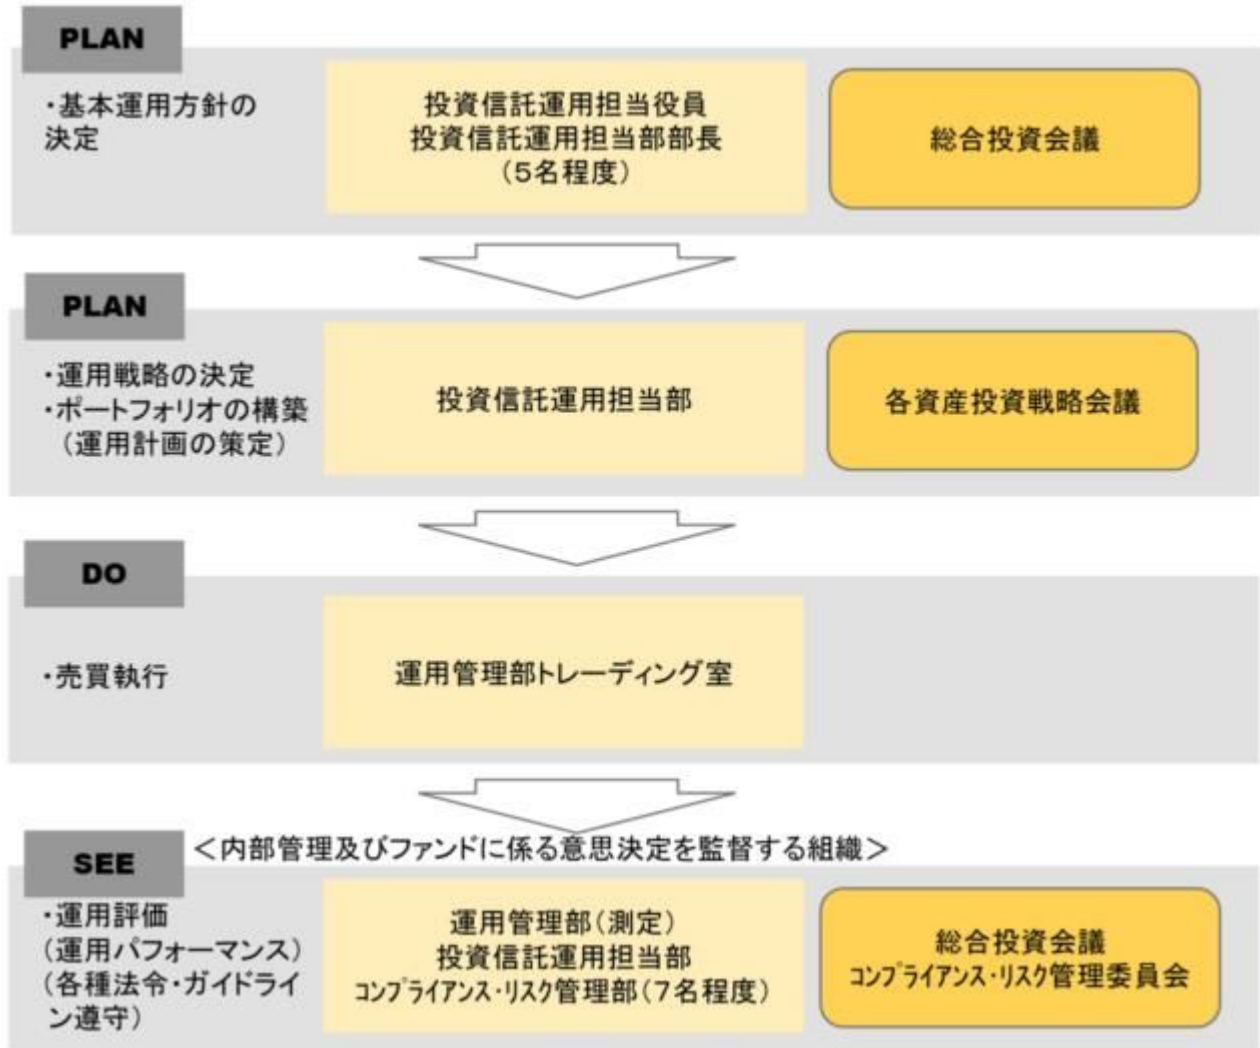 PLAN
・基本運用方針の
決定
投資信託運用担当役員
投資信託運用担当部部長
（５名程度）
総合投資会議
PLAN
・運用戦略の決定
・ポートフォリオの構築
（運用計画の策定）
投資信託運用担当部
各資産投資戦略会議
DO
・売買執行
運用管理部トレーディング室
SEE
＜内部管理及びファンドに係る意思決定を監督する組織＞
・運用評価
（運用パフォーマンス）
（各種法令・ガイドライ
ン遵守）
運用管理部（測定）
投資信託運用担当部
ｺﾝﾌﾟﾗｲｱﾝｽ・ﾘｽｸ管理部（７名程度）
総合投資会議
ｺﾝﾌﾟﾗｲｱﾝｽ・ﾘｽｸ管理委員会